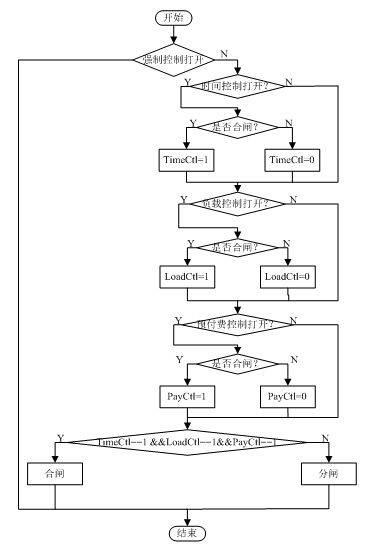 开始
强制控制打开
N
Y
时间控制打开?
N
Y
是否合闸?
N
TimeCtl=1
TimeCtl=0
Y
负载控制打开?
N
Y
是否合闸?
N
LoadCtl=1
LoadCtl=0
Y
预付费控制打开?
N
Y
是否合闸?
N
PayCtl=1
PayCtl=0
Y
TimeCtl==1 &&LoadCtl==1&&PayCtl==1
N
合闸
分闸
结束